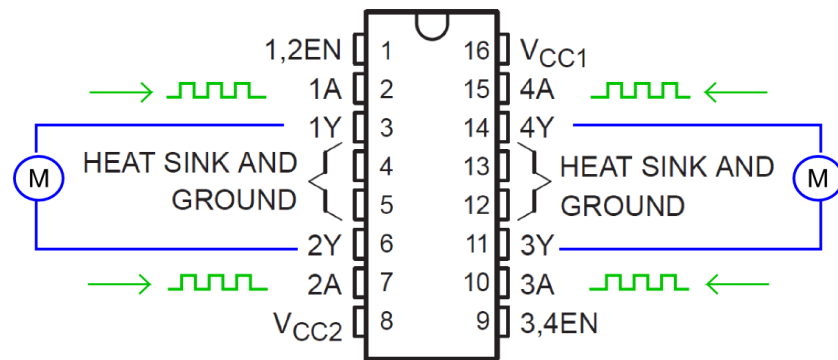 1,2EN 1 16 VCC1
1A 2 15 4A
1Y 3 14 4Y
M HEAT SINK AND 4 13 HEAT SINK AND M
GROUND 5 12 GROUND
2Y 6 11 3Y
2A 7 10 3A
VCC2 8 9 3,4EN